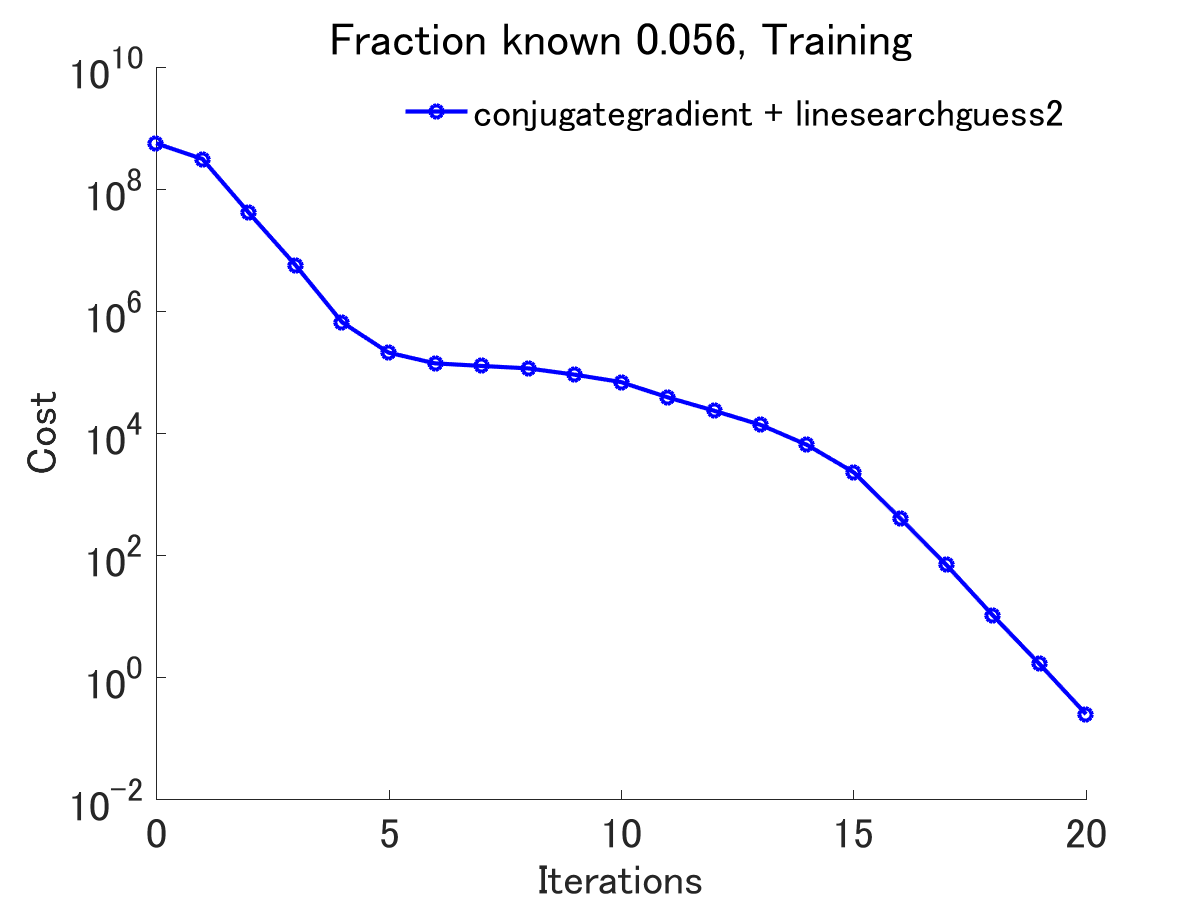 Fraction known 0.056, Training
conjugategradient + linesearchguess2
10^10
10^8
10^6
10^4
10^2
10^0
10^-2
Cost
0 5 10 15 20
Iterations